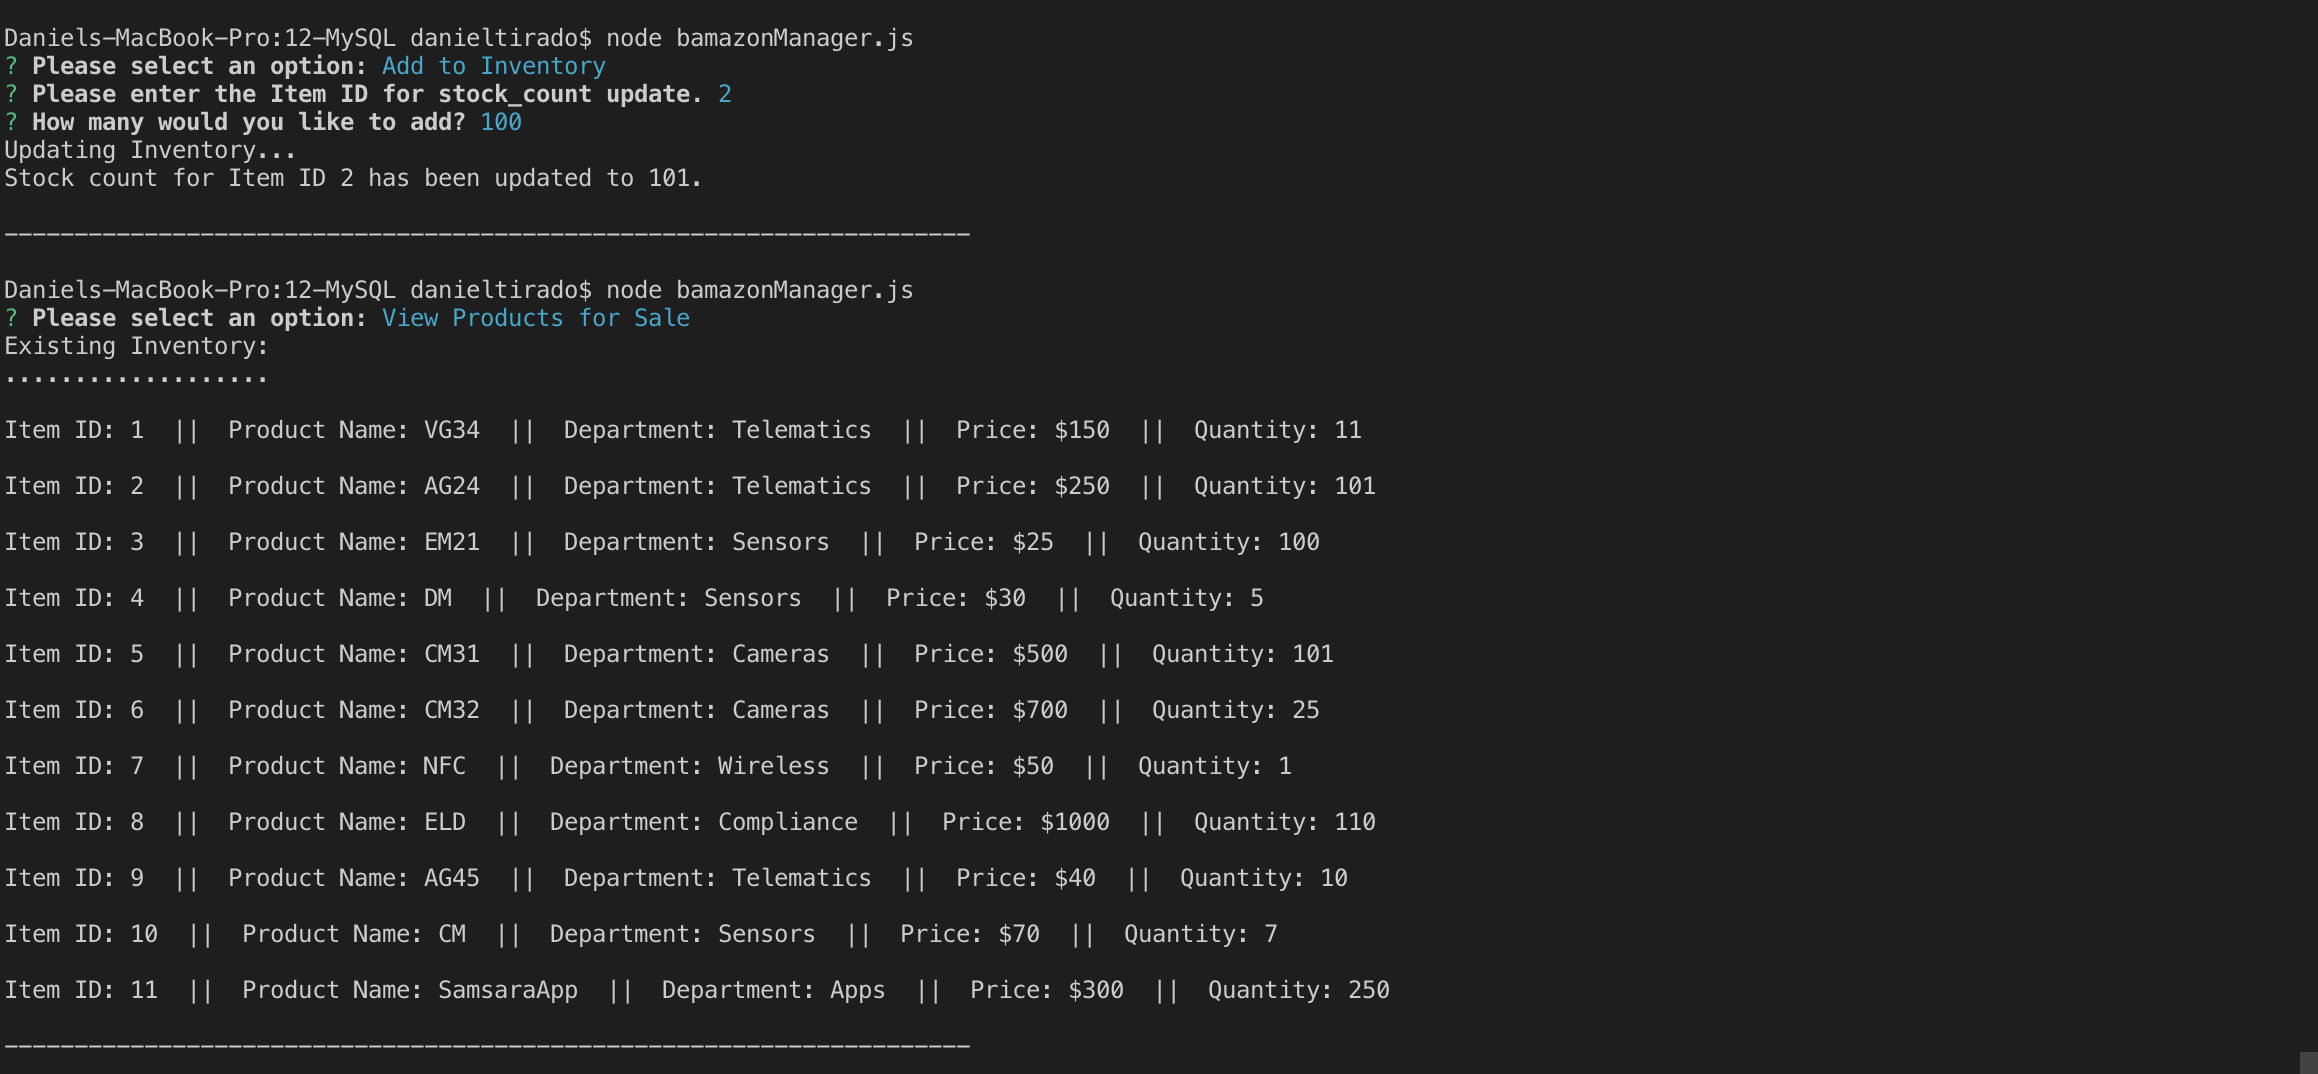 Daniels-MacBook-Pro:12-MySQL danieltirado$ node bamazonManager.js
? Please select an option: Add to Inventory
? Please enter the Item ID for stock_count update. 2
? How many would you like to add? 100
Updating Inventory...
Stock count for Item ID 2 has been updated to 101.
---------------------------------------------------------------------
Daniels-MacBook-Pro:12-MySQL danieltirado$ node bamazonManager.js
? Please select an option: View Products for Sale
Existing Inventory:
...................
Item ID: 1  ||  Product Name: VG34  ||  Department: Telematics  ||  Price: $150  ||  Quantity: 11
Item ID: 2  ||  Product Name: AG24  ||  Department: Telematics  ||  Price: $250  ||  Quantity: 101
Item ID: 3  ||  Product Name: EM21  ||  Department: Sensors  ||  Price: $25  ||  Quantity: 100
Item ID: 4  ||  Product Name: DM  ||  Department: Sensors  ||  Price: $30  ||  Quantity: 5
Item ID: 5  ||  Product Name: CM31  ||  Department: Cameras  ||  Price: $500  ||  Quantity: 101
Item ID: 6  ||  Product Name: CM32  ||  Department: Cameras  ||  Price: $700  ||  Quantity: 25
Item ID: 7  ||  Product Name: NFC  ||  Department: Wireless  ||  Price: $50  ||  Quantity: 1
Item ID: 8  ||  Product Name: ELD  ||  Department: Compliance  ||  Price: $1000  ||  Quantity: 110
Item ID: 9  ||  Product Name: AG45  ||  Department: Telematics  ||  Price: $40  ||  Quantity: 10
Item ID: 10  ||  Product Name: CM  ||  Department: Sensors  ||  Price: $70  ||  Quantity: 7
Item ID: 11  ||  Product Name: SamsaraApp  ||  Department: Apps  ||  Price: $300  ||  Quantity: 250
---------------------------------------------------------------------